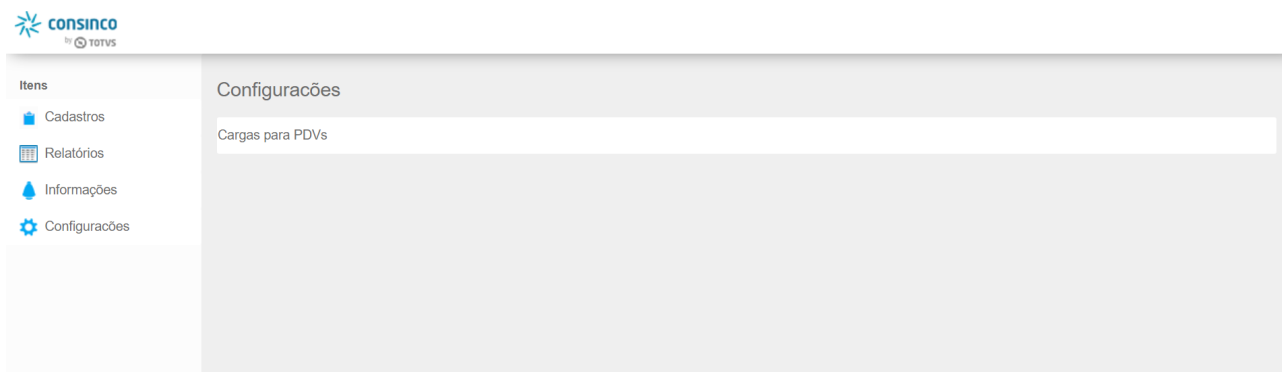 consinco
by TOTVS
Itens
Cadastros
Relatórios
Informações
Configuracões
Configuracões
Cargas para PDVs